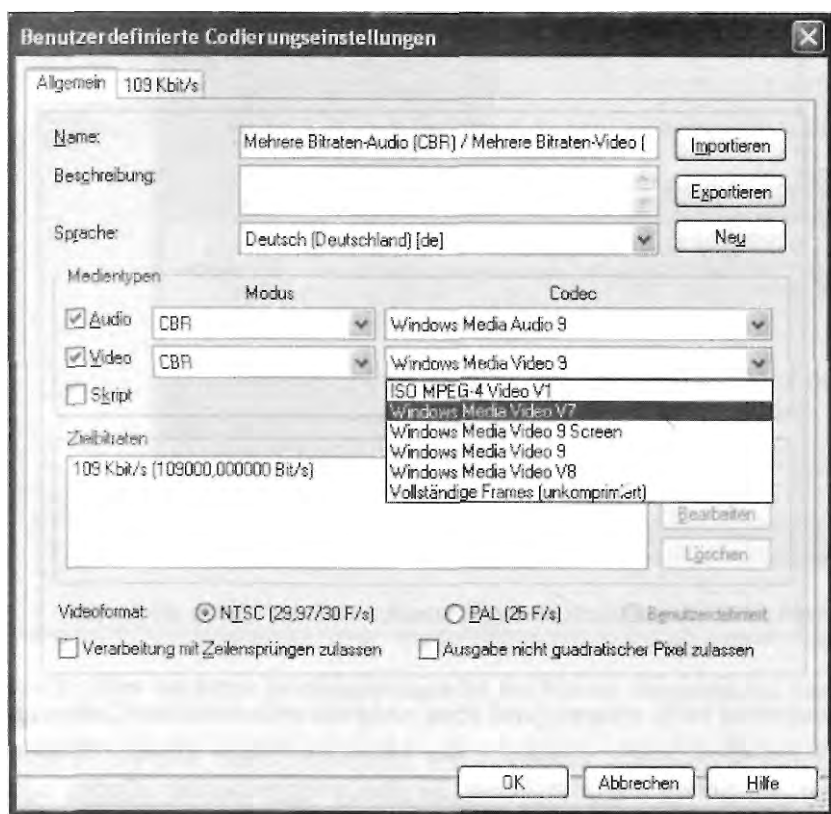 Benutzerdefinierte Codierungseinstellungen
Allgemein 109 Kbit/s
Name: Mehrere Bitraten-Audio (CBR) / Mehrere Bitraten-Video ( Importieren
Beschreibung: Exportieren
Sprache: Deutsch (Deutschland) [de] Neu
Medientypen
Modus Codec
Audio CBR Windows Media Audio 9
Video CBR Windows Media Video 9
Skript
ISO MPEG-4 Video V1
Windows Media Video V7
Windows Media Video 9 Screen
Windows Media Video 9
Windows Media Video V8
Vollständige Frames (unkomprimiert)
Zielbitraten
109 Kbit/s (109000,000000 Bit/s)
Bearbeiten
Löschen
Videoformat: NTSC (29,97/30 F/s) PAL (25 F/s) Benutzerdefiniert
Verarbeitung mit Zeilensprüngen zulassen Ausgabe nicht quadratischer Pixel zulassen
OK Abbrechen Hilfe